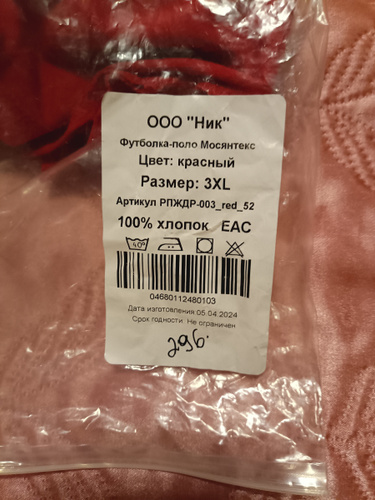 ООО "Ник"
Футболка-поло Мосянтекс
Цвет: красный
Размер: 3XL
Артикул РПЖДР-003_red_52
100% хлопок EAC
40°
04680112480103
Дата изготовления 05.04.2024
Срок годности: Не ограничен
296.